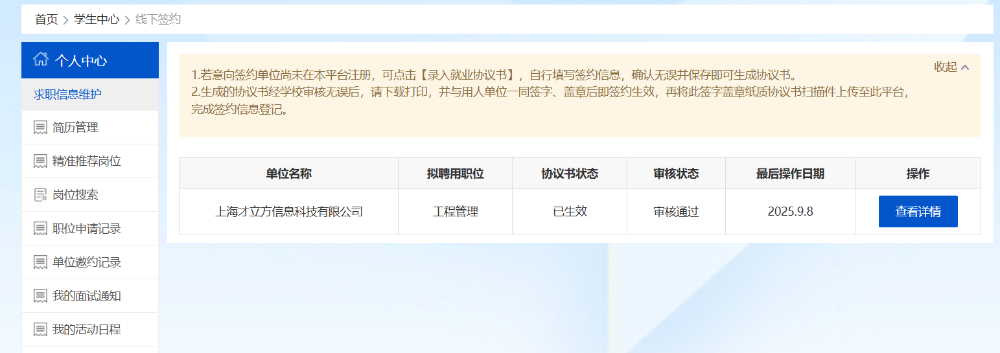 首页 > 学生中心 > 线下签约
个人中心
求职信息维护
简历管理
精准推荐岗位
岗位搜索
职位申请记录
单位邀约记录
我的面试通知
我的活动日程
收起
1.若意向签约单位尚未在本平台注册，可点击【录入就业协议书】，自行填写签约信息，确认无误并保存即可生成协议书。
2.生成的协议书经学校审核无误后，请下载打印，并与用人单位一同签字、盖章后即签约生效，再将此签字盖章纸质协议书扫描件上传至此平台，
完成签约信息登记。
单位名称 拟聘用职位 协议书状态 审核状态 最后操作日期 操作
上海才立方信息科技有限公司 工程管理 已生效 审核通过 2025.9.8 查看详情